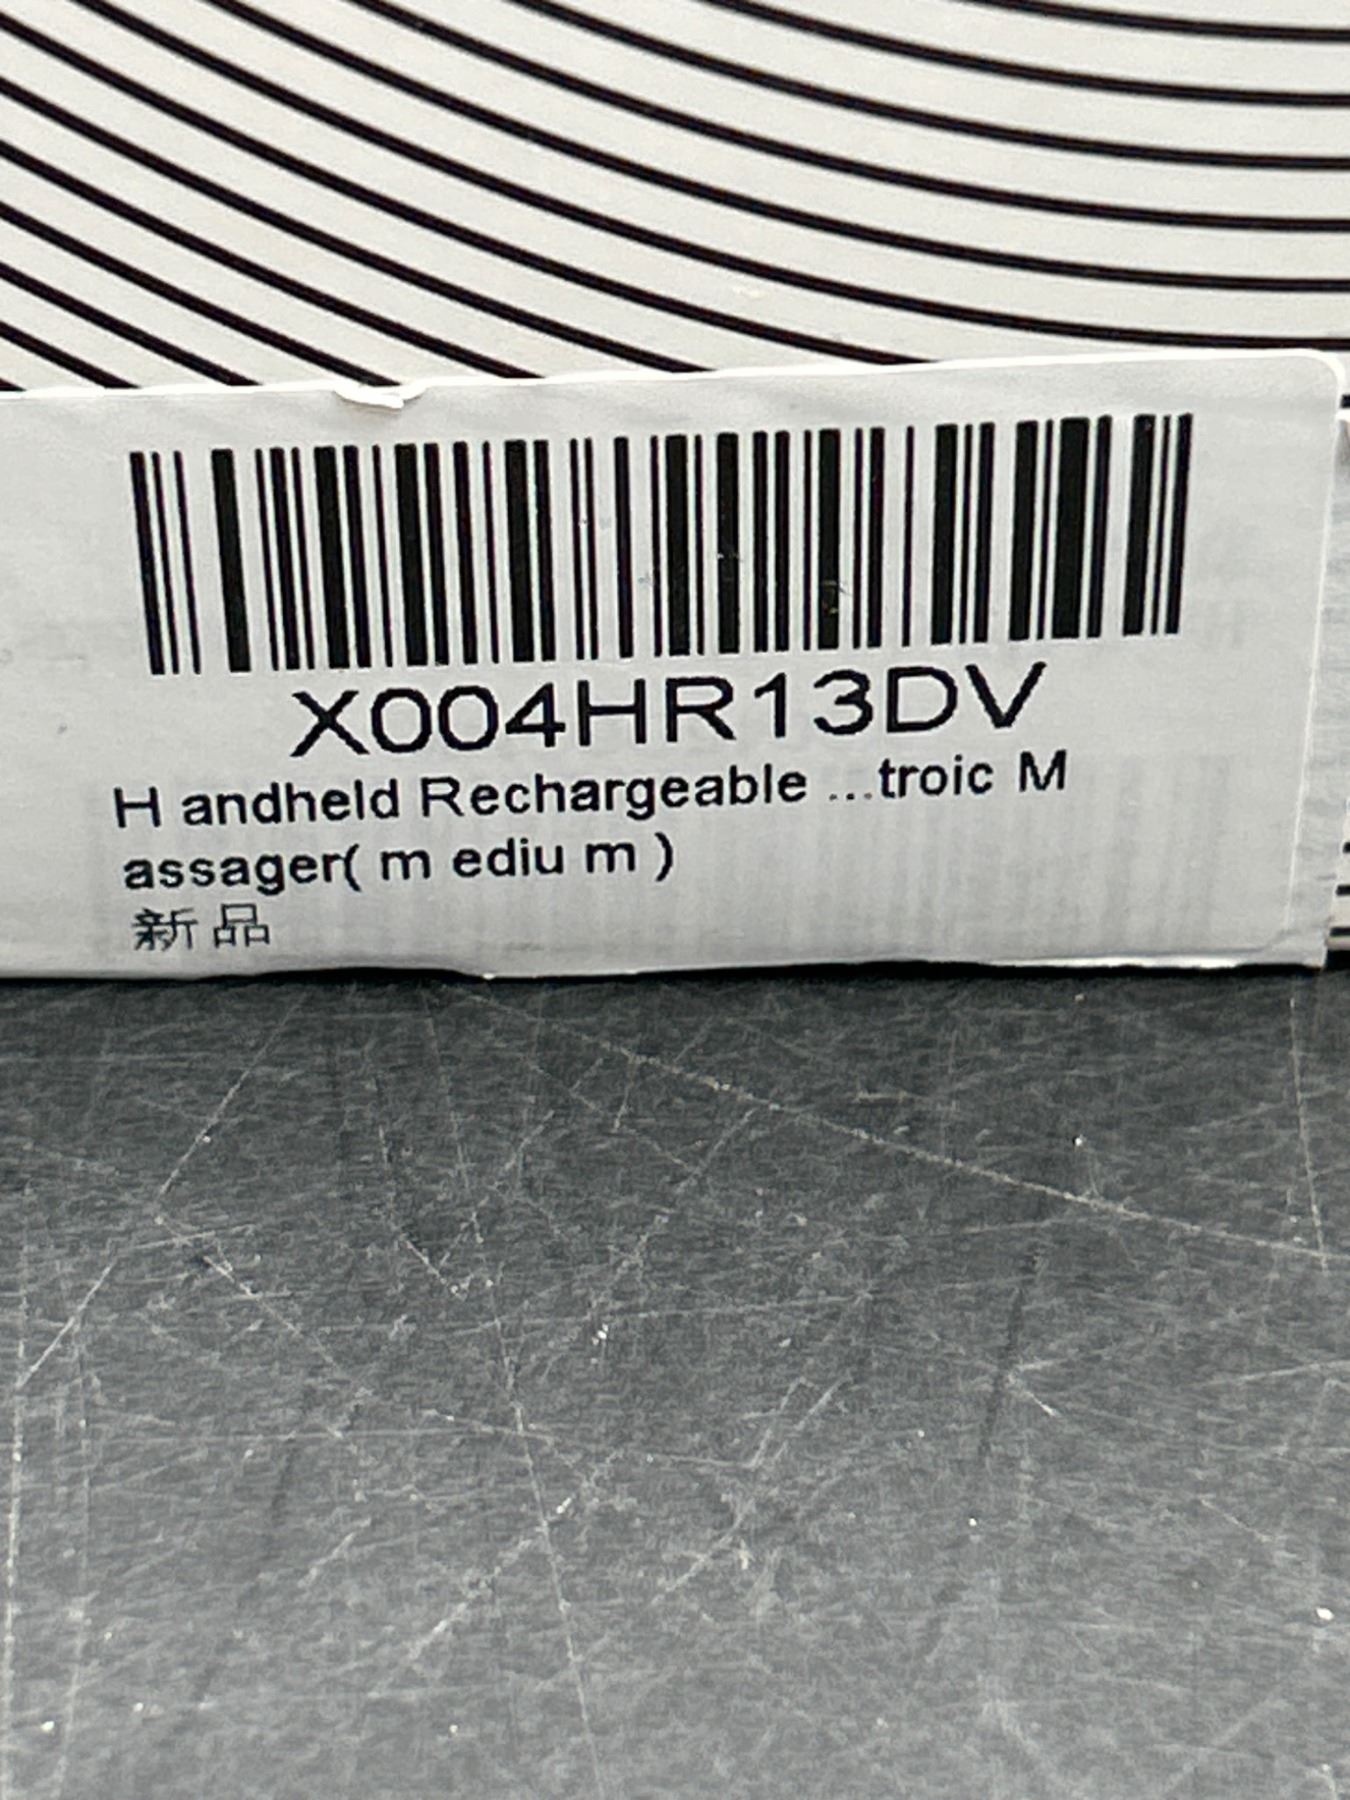 X004HR13DV
H andheld Rechargeable ...troic M
assager( m ediu m )
新品